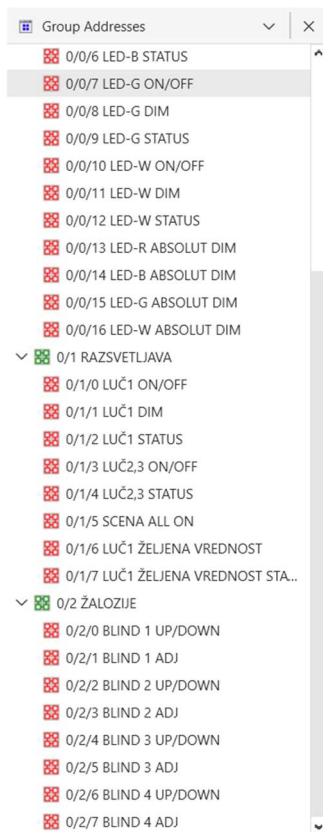 Group Addresses
0/0/6 LED-B STATUS
0/0/7 LED-G ON/OFF
0/0/8 LED-G DIM
0/0/9 LED-G STATUS
0/0/10 LED-W ON/OFF
0/0/11 LED-W DIM
0/0/12 LED-W STATUS
0/0/13 LED-R ABSOLUT DIM
0/0/14 LED-B ABSOLUT DIM
0/0/15 LED-G ABSOLUT DIM
0/0/16 LED-W ABSOLUT DIM
0/1 RAZSVETLJAVA
0/1/0 LUČ1 ON/OFF
0/1/1 LUČ1 DIM
0/1/2 LUČ1 STATUS
0/1/3 LUČ2,3 ON/OFF
0/1/4 LUČ2,3 STATUS
0/1/5 SCENA ALL ON
0/1/6 LUČ1 ŽELJENA VREDNOST
0/1/7 LUČ1 ŽELJENA VREDNOST STA...
0/2 ŽALOZIJE
0/2/0 BLIND 1 UP/DOWN
0/2/1 BLIND 1 ADJ
0/2/2 BLIND 2 UP/DOWN
0/2/3 BLIND 2 ADJ
0/2/4 BLIND 3 UP/DOWN
0/2/5 BLIND 3 ADJ
0/2/6 BLIND 4 UP/DOWN
0/2/7 BLIND 4 ADJ